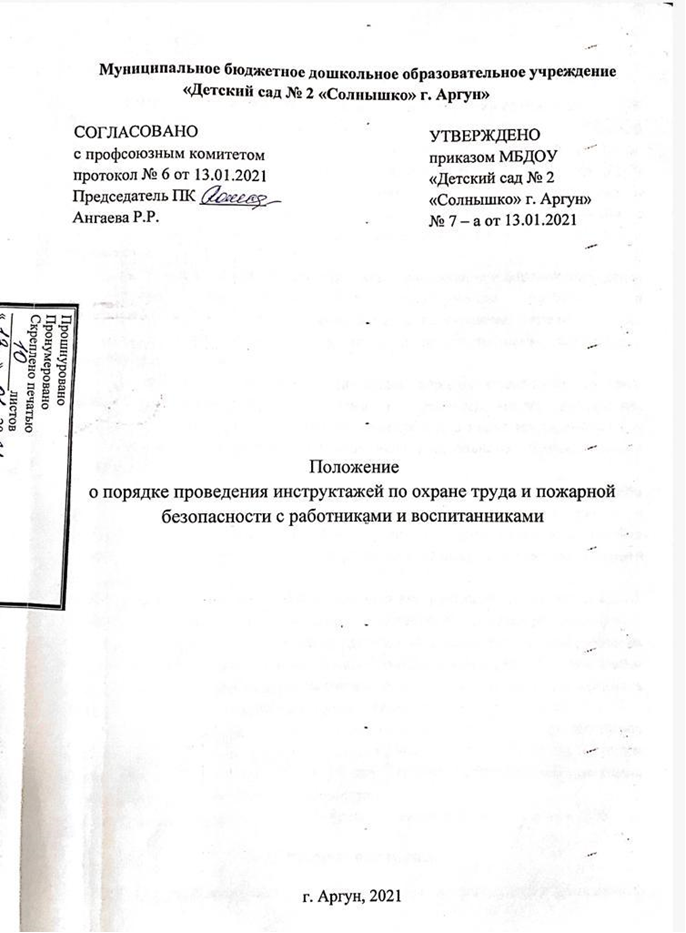 Муниципальное бюджетное дошкольное образовательное учреждение
«Детский сад № 2 «Солнышко» г. Аргун»
СОГЛАСОВАНО
с профсоюзным комитетом
протокол № 6 от 13.01.2021
Председатель ПК
Ангаева Р.Р.
УТВЕРЖДЕНО
приказом МБДОУ
«Детский сад № 2
«Солнышко» г. Аргун»
№ 7 – а от 13.01.2021
Прошнуровано
Пронумеровано
Скреплено печатью
10 листов
Положение
о порядке проведения инструктажей по охране труда и пожарной
безопасности с работниками и воспитанниками
г. Аргун, 2021